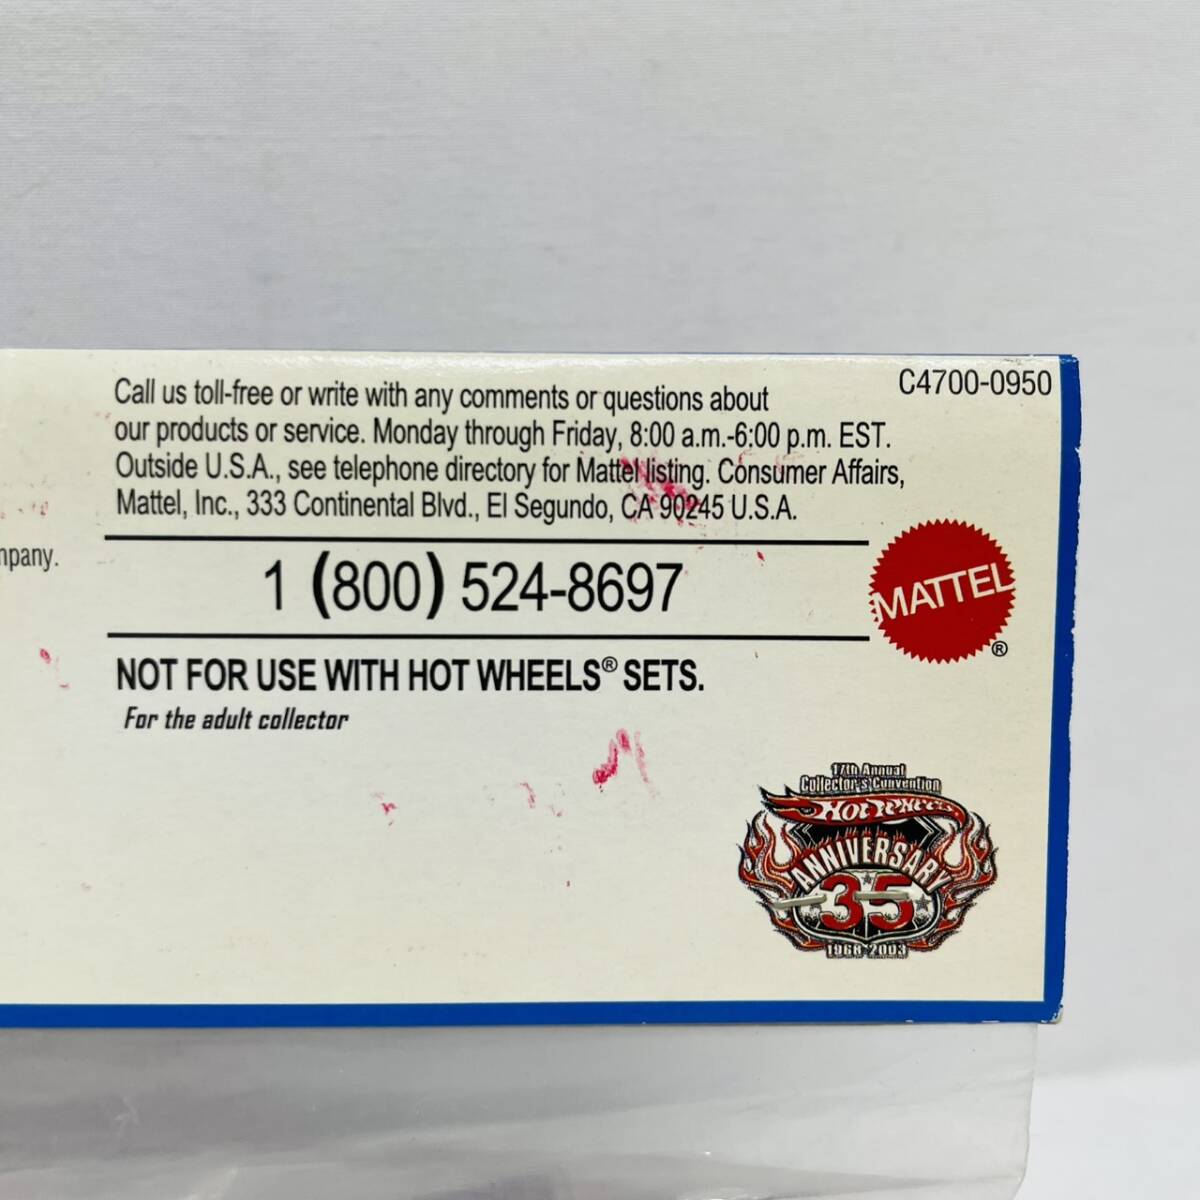 C4700-0950
Call us toll-free or write with any comments or questions about
our products or service. Monday through Friday, 8:00 a.m.-6:00 p.m. EST.
Outside U.S.A., see telephone directory for Mattel listing. Consumer Affairs,
Mattel, Inc., 333 Continental Blvd., El Segundo, CA 90245 U.S.A.
mpany.
1 (800) 524-8697
MATTEL
®
NOT FOR USE WITH HOT WHEELS® SETS.
For the adult collector
17th Annual
Collector's Convention
HOT WHEELS
ANNIVERSARY
35
1968-2003